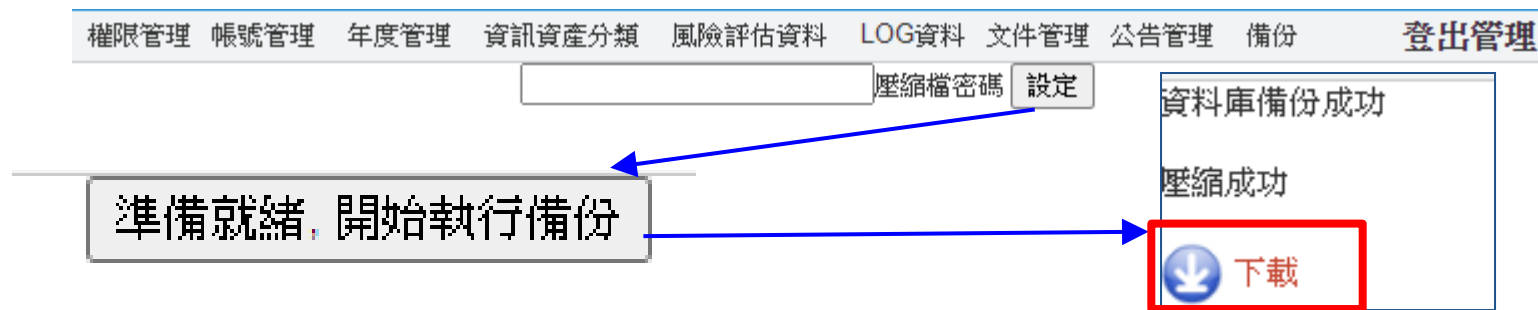 權限管理 帳號管理 年度管理 資訊資產分類 風險評估資料 LOG資料 文件管理 公告管理 備份 登出管理
壓縮檔密碼 設定
資料庫備份成功
壓縮成功
準備就緒, 開始執行備份
下載